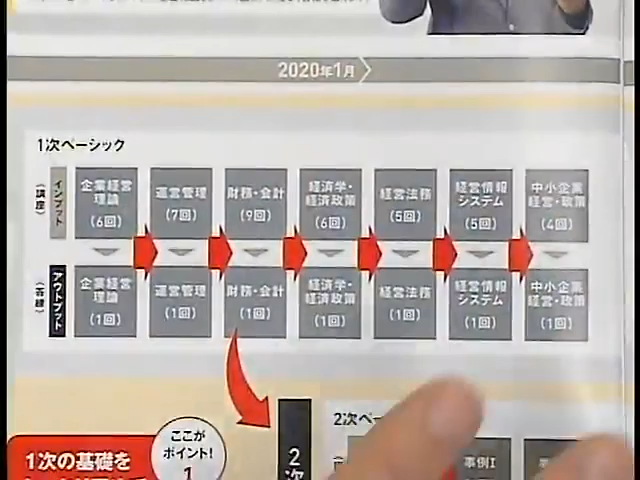 2020年1月
1次ベーシック
インプット
(講座)
企業経営
理論
(6回)
運営管理
(7回)
財務・会計
(9回)
経済学・
経済政策
(6回)
経営法務
(5回)
経営情報
システム
(5回)
中小企業
経営・政策
(4回)
アウトプット
(答練)
企業経営
理論
(1回)
運営管理
(1回)
財務・会計
(1回)
経済学・
経済政策
(1回)
経営法務
(1回)
経営情報
システム
(1回)
中小企業
経営・政策
(1回)
ここが
ポイント!
1
1次の基礎を
2次
2次ベー
事例I